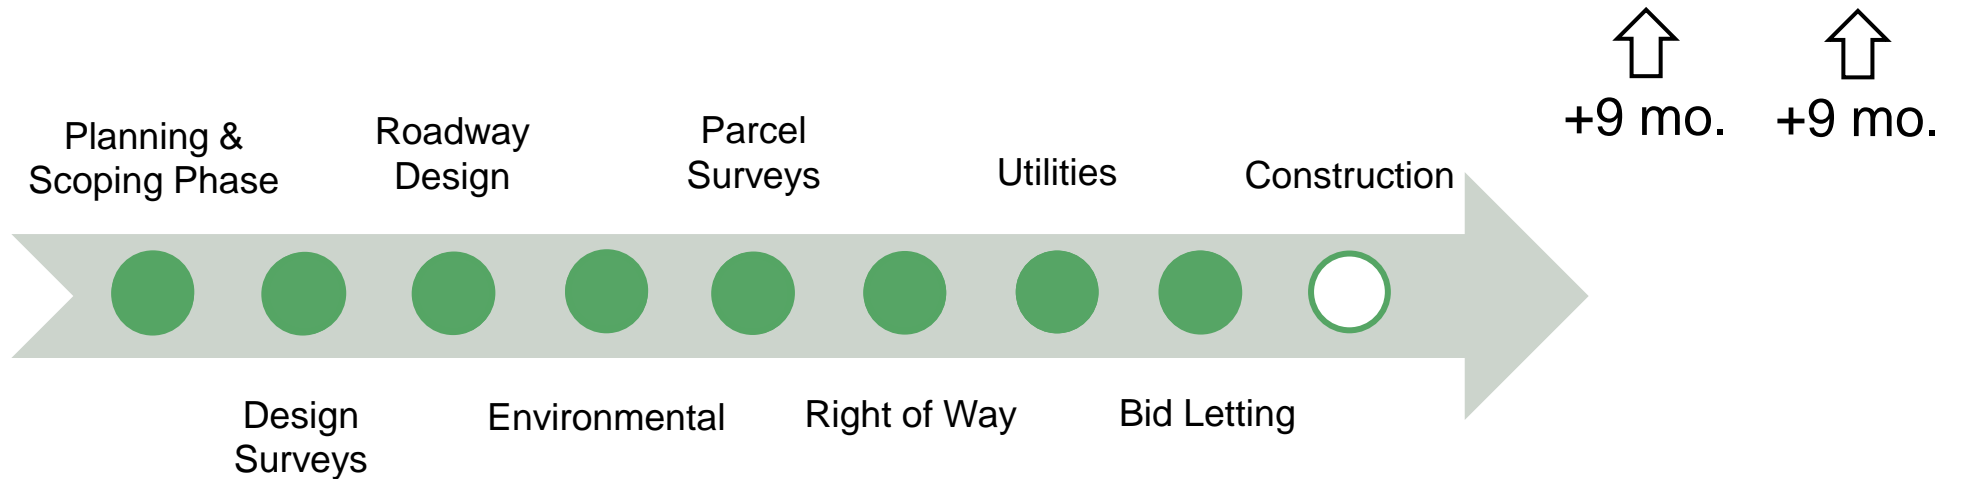 +9 mo.
+9 mo.
Planning &
Scoping Phase
Roadway
Design
Parcel
Surveys
Utilities
Construction
Design
Surveys
Environmental
Right of Way
Bid Letting